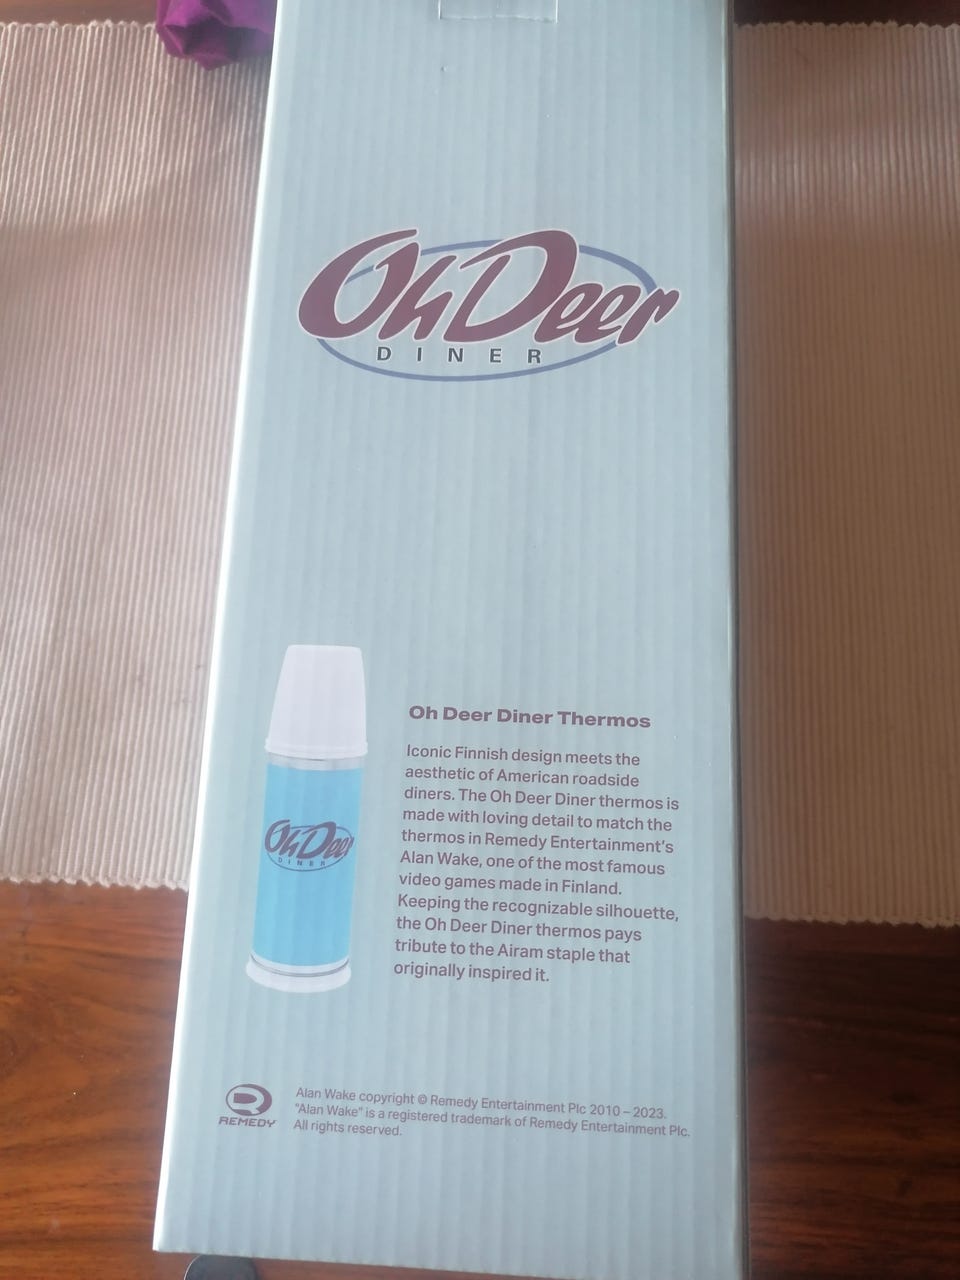 Oh Deer
DINER
Oh Deer
DINER
Oh Deer Diner Thermos
Iconic Finnish design meets the
aesthetic of American roadside
diners. The Oh Deer Diner thermos is
made with loving detail to match the
thermos in Remedy Entertainment's
Alan Wake, one of the most famous
video games made in Finland.
Keeping the recognizable silhouette,
the Oh Deer Diner thermos pays
tribute to the Airam staple that
originally inspired it.
R
REMEDY
Alan Wake copyright © Remedy Entertainment Plc 2010 – 2023.
"Alan Wake" is a registered trademark of Remedy Entertainment Plc.
All rights reserved.